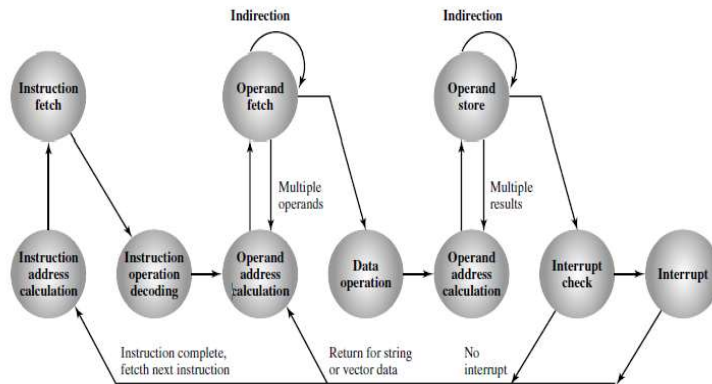 Indirection
Indirection
Instruction
fetch
Operand
fetch
Operand
store
Multiple
operands
Multiple
results
Instruction
address
calculation
Instruction
operation
decoding
Operand
address
calculation
Data
operation
Operand
address
calculation
Interrupt
check
Interrupt
Instruction complete,
fetcth next instruction
Return for string
or vector data
No
interrupt